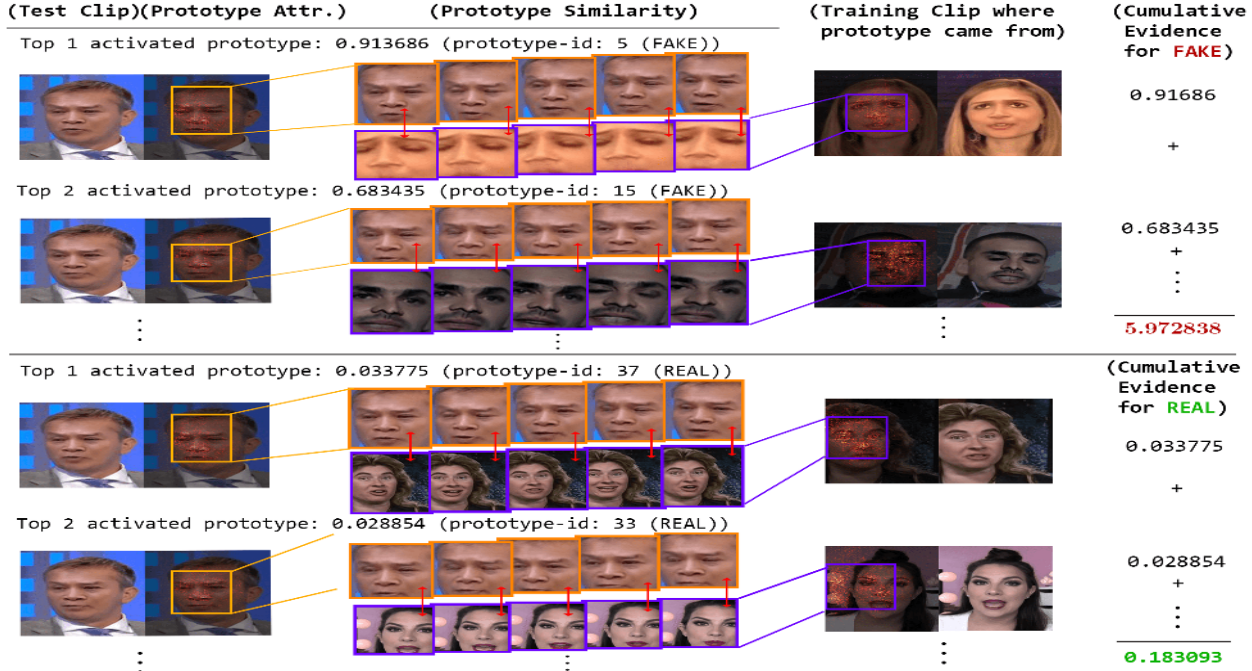 (Test Clip)(Prototype Attr.) (Prototype Similarity) (Training Clip where (Cumulative
prototype came from) Evidence
for FAKE)
Top 1 activated prototype: 0.913686 (prototype-id: 5 (FAKE))
0.91686
+
Top 2 activated prototype: 0.683435 (prototype-id: 15 (FAKE))
0.683435
+
5.972838
Top 1 activated prototype: 0.033775 (prototype-id: 37 (REAL))
(Cumulative
Evidence
for REAL)
0.033775
+
Top 2 activated prototype: 0.028854 (prototype-id: 33 (REAL))
0.028854
+
0.183093